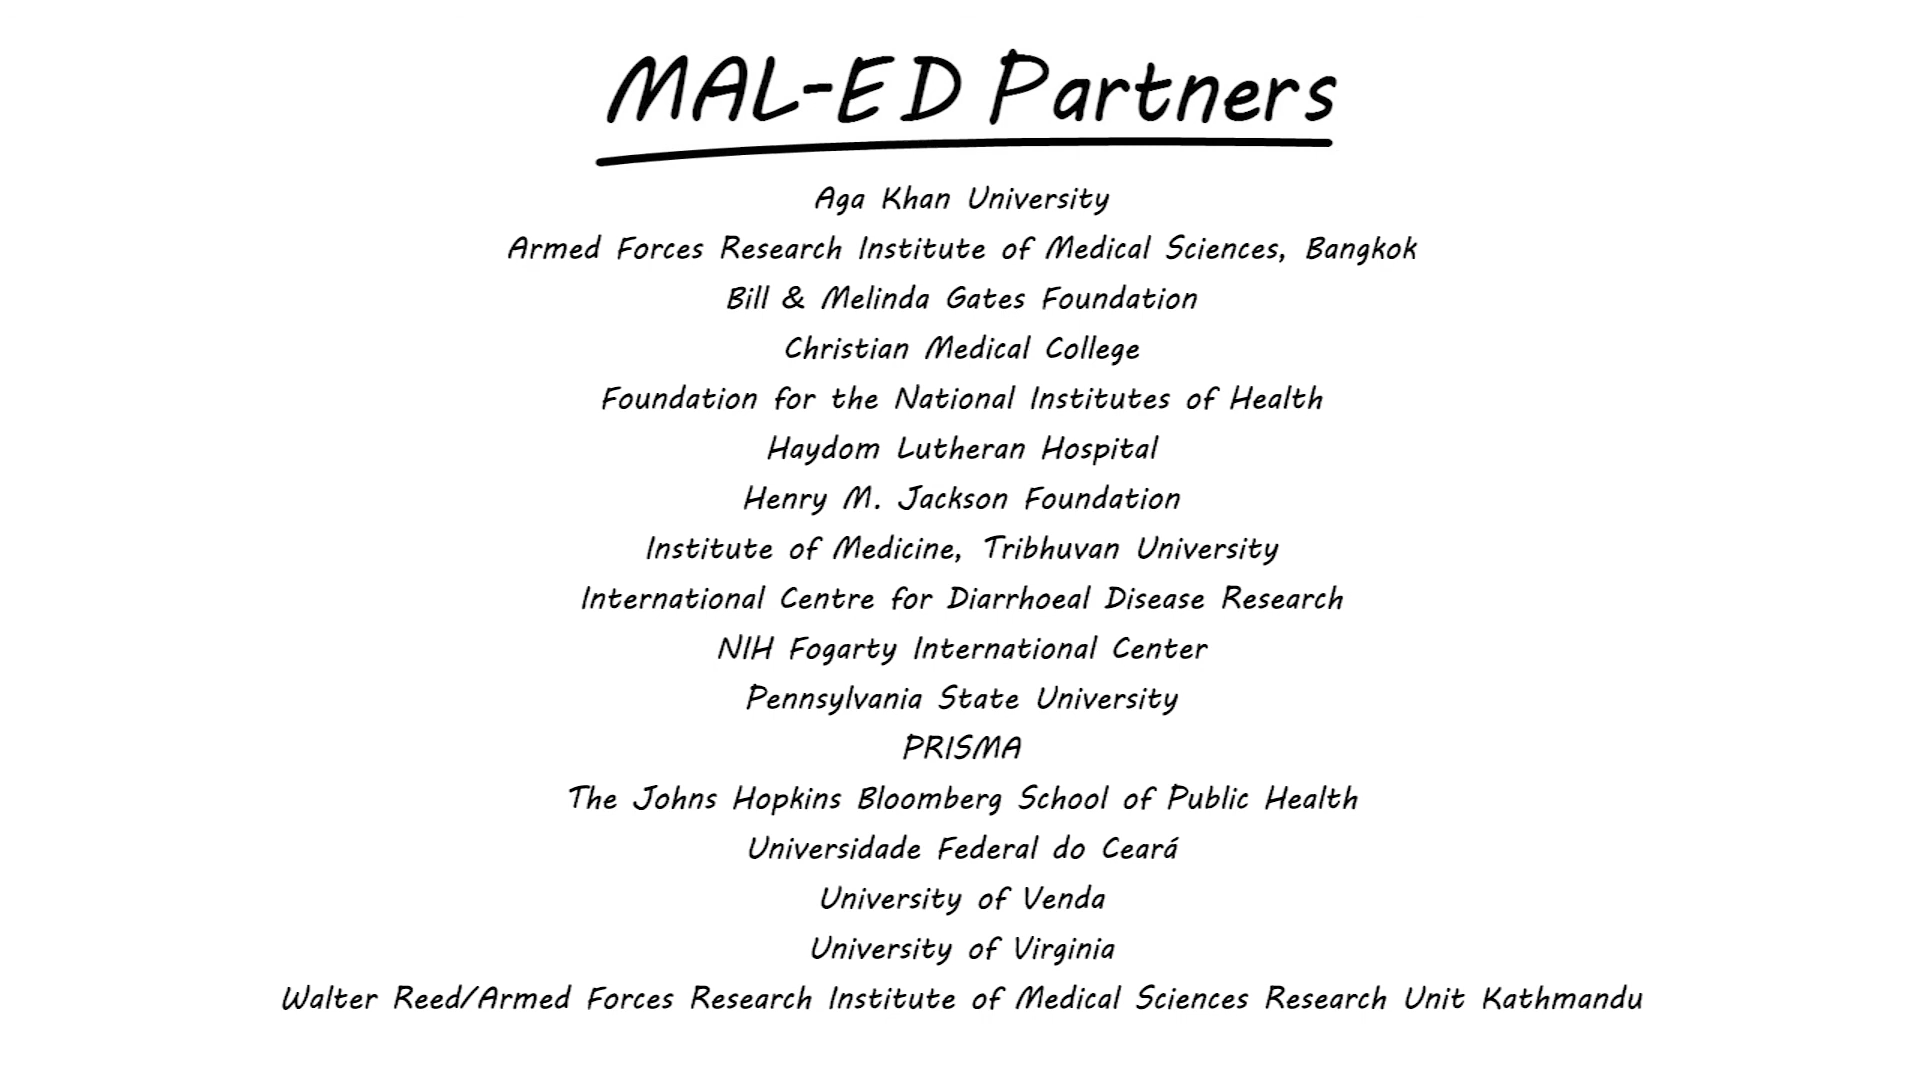 MAL-ED Partners
Aga Khan University
Armed Forces Research Institute of Medical Sciences, Bangkok
Bill & Melinda Gates Foundation
Christian Medical College
Foundation for the National Institutes of Health
Haydom Lutheran Hospital
Henry M. Jackson Foundation
Institute of Medicine, Tribhuvan University
International Centre for Diarrhoeal Disease Research
NIH Fogarty International Center
Pennsylvania State University
PRISMA
The Johns Hopkins Bloomberg School of Public Health
Universidade Federal do Ceará
University of Venda
University of Virginia
Walter Reed/Armed Forces Research Institute of Medical Sciences Research Unit Kathmandu